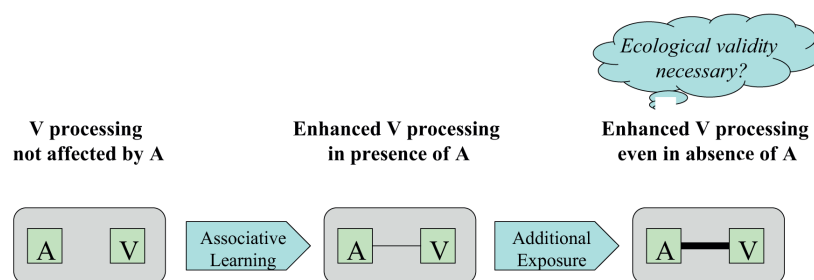 Ecological validity
necessary?
V processing
not affected by A
Enhanced V processing
in presence of A
Enhanced V processing
even in absence of A
A
V
Associative
Learning
A
V
Additional
Exposure
A
V